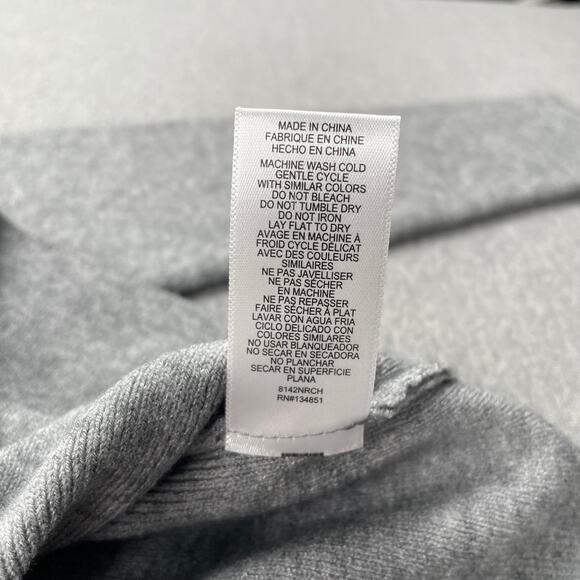 MADE IN CHINA
FABRIQUE EN CHINE
HECHO EN CHINA
MACHINE WASH COLD
GENTLE CYCLE
WITH SIMILAR COLORS
DO NOT BLEACH
DO NOT TUMBLE DRY
DO NOT IRON
LAY FLAT TO DRY
AVAGE EN MACHINE À
FROID CYCLE DÉLICAT
AVEC DES COULEURS
SIMILAIRES
NE PAS JAVELLISER
NE PAS SÉCHER
EN MACHINE
NE PAS REPASSER
FAIRE SÉCHER À PLAT
LAVAR CON AGUA FRIA
CICLO DELICADO CON
COLORES SIMILARES
NO USAR BLANQUEADOR
NO SECAR EN SECADORA
NO PLANCHAR
SECAR EN SUPERFICIE
PLANA
8142NRCH
RN#134851